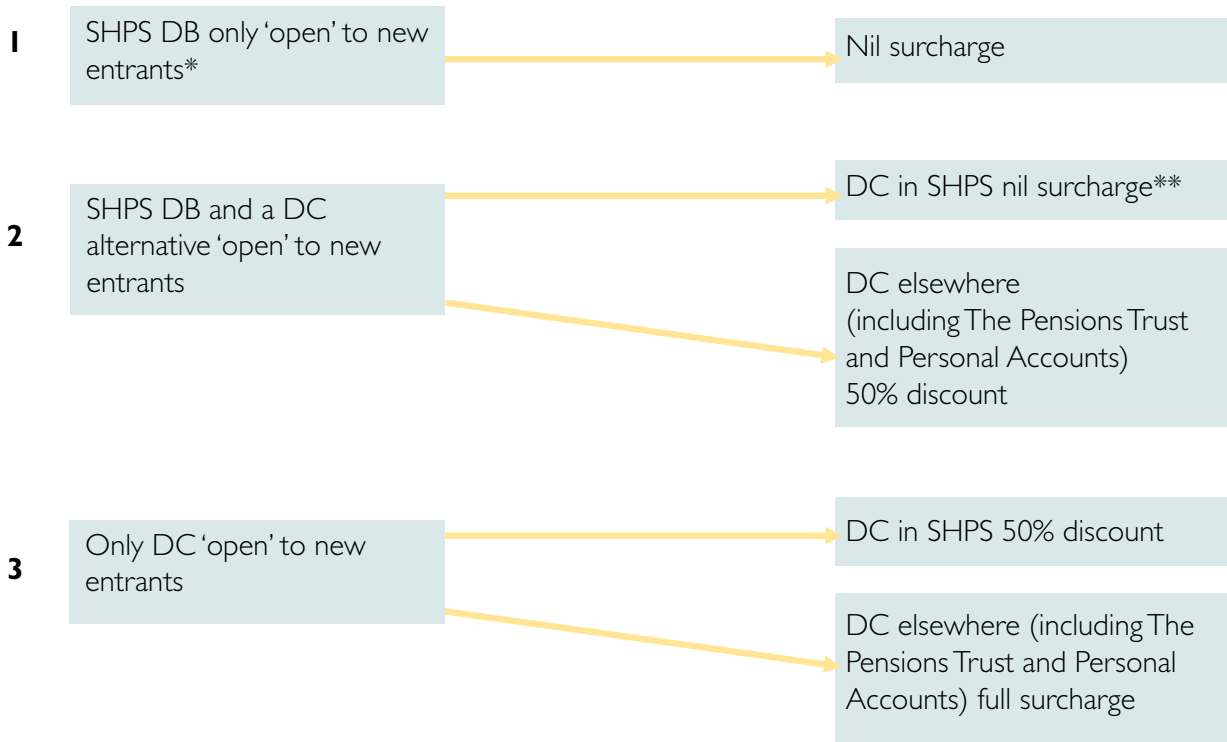 1
SHPS DB only ‘open’ to new
entrants*
Nil surcharge
2
SHPS DB and a DC
alternative ‘open’ to new
entrants
DC in SHPS nil surcharge**
DC elsewhere
(including The Pensions Trust
and Personal Accounts)
50% discount
3
Only DC ‘open’ to new
entrants
DC in SHPS 50% discount
DC elsewhere (including The
Pensions Trust and Personal
Accounts) full surcharge